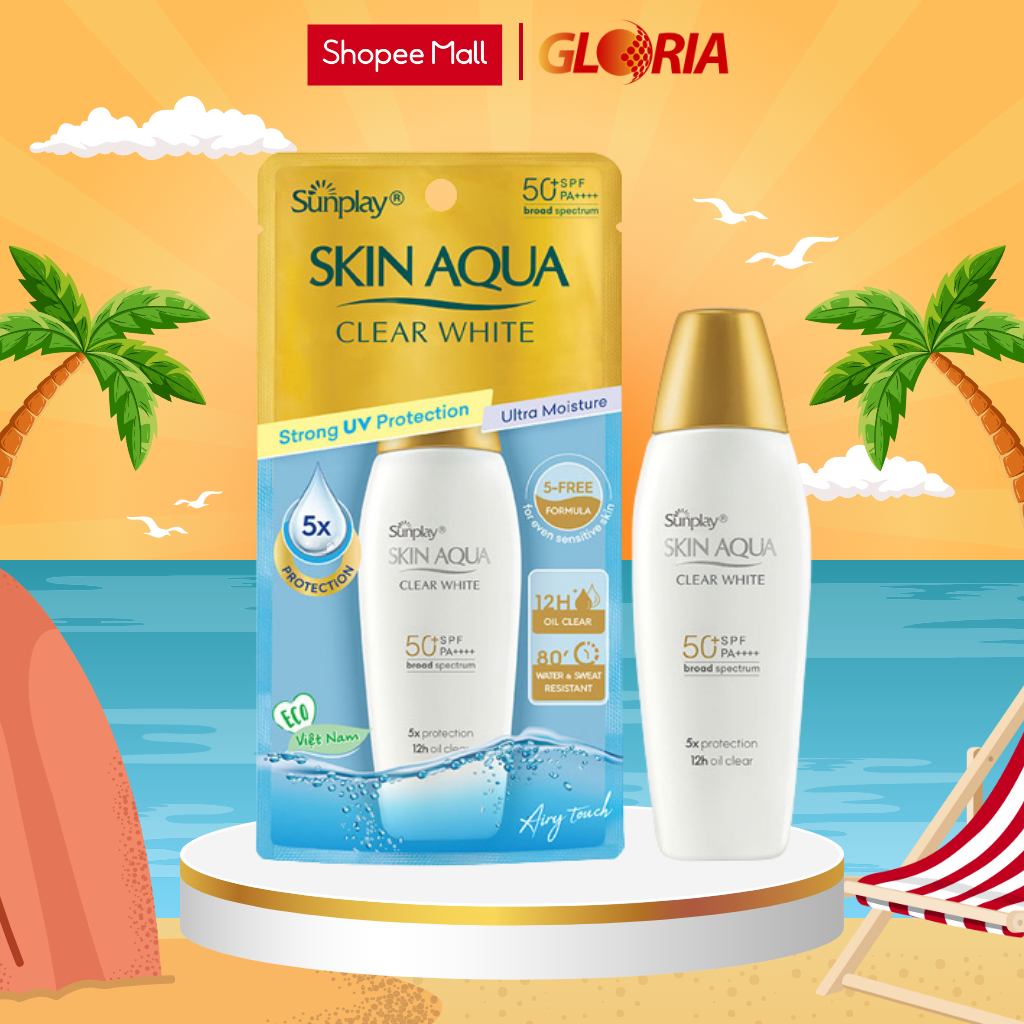 Shopee Mall
GLORIA
Sunplay®
50+ SPF
PA++++
broad spectrum
SKIN AQUA
CLEAR WHITE
Strong UV Protection
Ultra Moisture
5x
PROTECTION
5-FREE
FORMULA
for even sensitive skin
12H
OIL CLEAR
80'
WATER & SWEAT
RESISTANT
ECO
Việt Nam
Sunplay®
SKIN AQUA
CLEAR WHITE
50+ SPF
PA++++
broad spectrum
5x protection
12h oil clear
Airy touch
Sunplay®
SKIN AQUA
CLEAR WHITE
50+ SPF
PA++++
broad spectrum
5x protection
12h oil clear